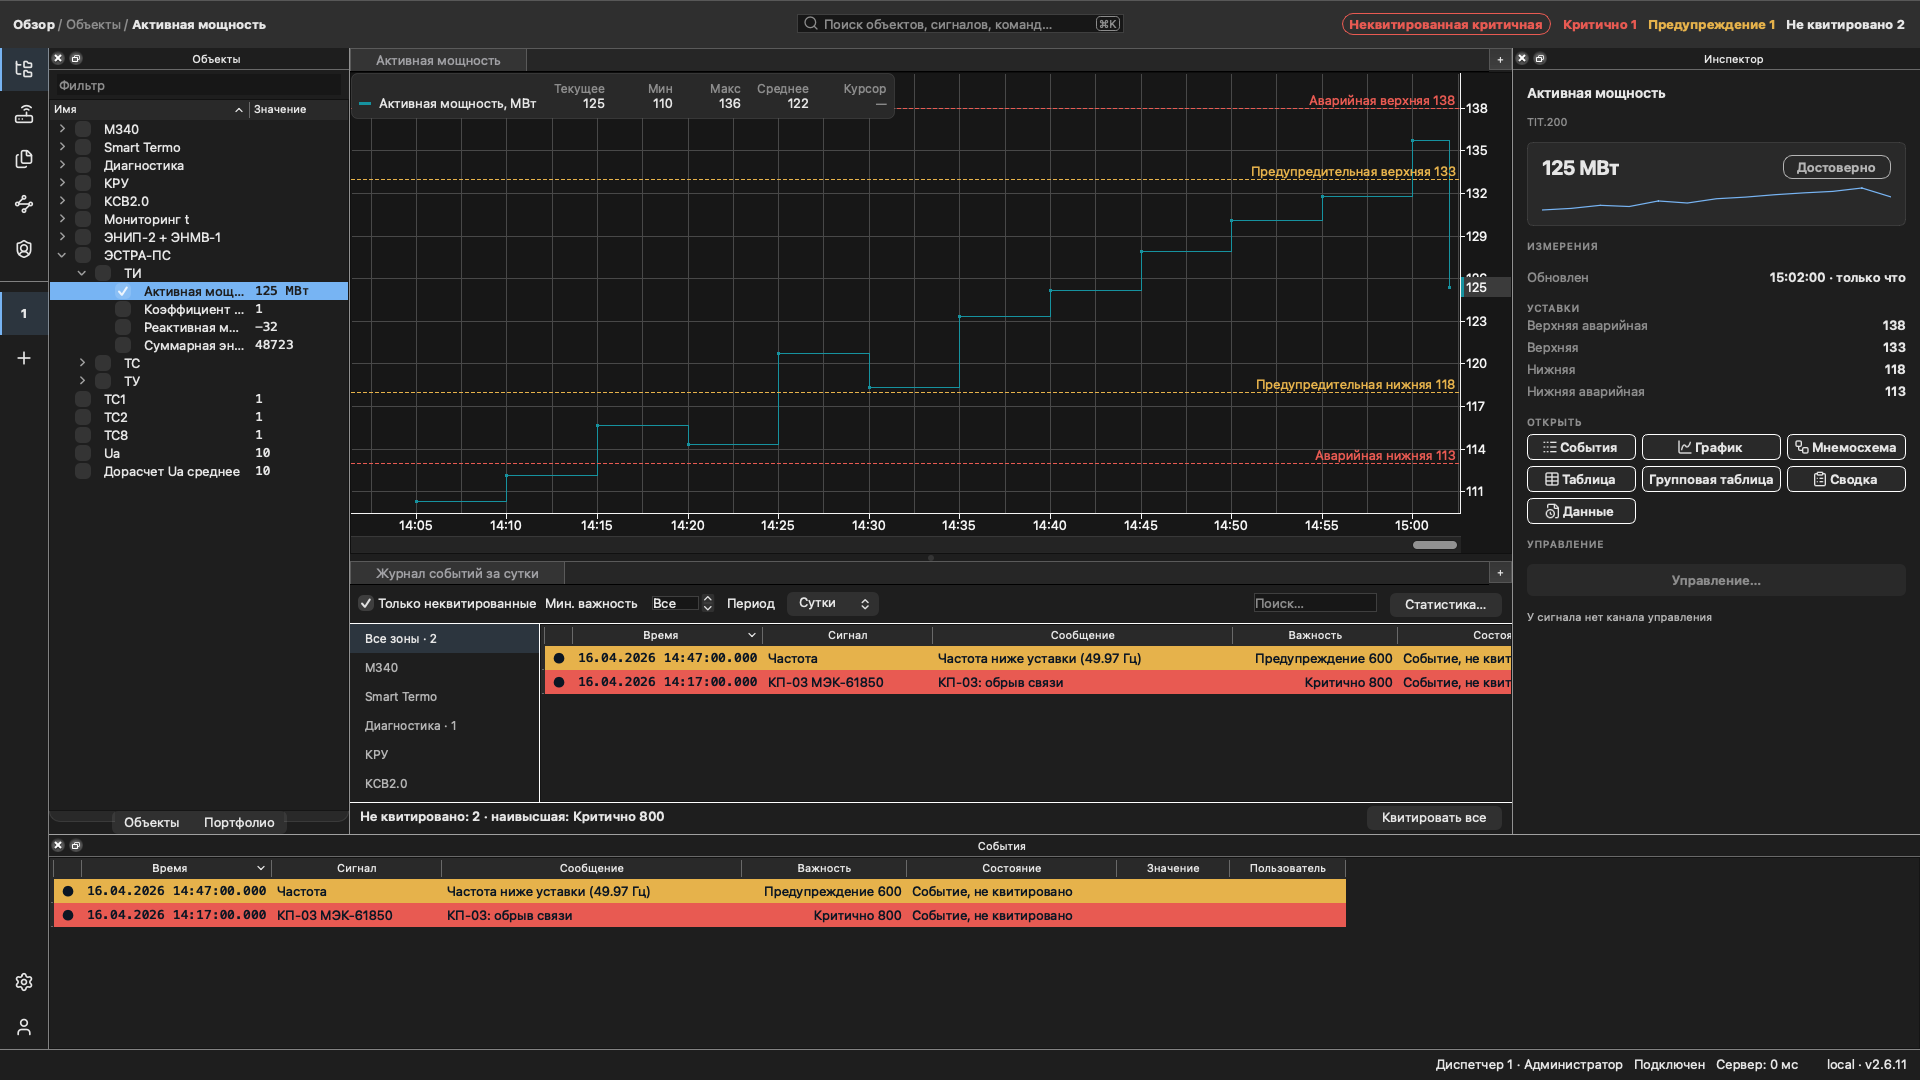 Обзор / Объекты / Активная мощность
Поиск объектов, сигналов, команд... ⌘K
Неквитированная критичная Критично 1 Предупреждение 1 Не квитировано 2
Объекты
Фильтр
Имя Значение
M340
Smart Termo
Диагностика
КРУ
КСВ2.0
Мониторинг t
ЭНИП-2 + ЭНМВ-1
ЭСТРА-ПС
ТИ
Активная мощ... 125 МВт
Коэффициент ... 1
Реактивная м... −32
Суммарная эн... 48723
ТС
ТУ
ТС1 1
ТС2 1
ТС8 1
Ua 10
Дорасчет Ua среднее 10
Объекты Портфолио
1
Активная мощность
+
Текущее Мин Макс Среднее Курсор
Активная мощность, МВт 125 110 136 122 —
Аварийная верхняя 138
Предупредительная верхняя 133
Предупредительная нижняя 118
Аварийная нижняя 113
138
135
132
129
126
125
123
120
117
114
111
14:05 14:10 14:15 14:20 14:25 14:30 14:35 14:40 14:45 14:50 14:55 15:00
Журнал событий за сутки
+
Только неквитированные Мин. важность Все Период Сутки Поиск... Статистика...
Все зоны · 2
M340
Smart Termo
Диагностика · 1
КРУ
КСВ2.0
Время Сигнал Сообщение Важность Состоя
16.04.2026 14:47:00.000 Частота Частота ниже уставки (49.97 Гц) Предупреждение 600 Событие, не квит
16.04.2026 14:17:00.000 КП-03 МЭК-61850 КП-03: обрыв связи Критично 800 Событие, не квит
Не квитировано: 2 · наивысшая: Критично 800 Квитировать все
Инспектор
Активная мощность
TIT.200
125 МВт Достоверно
ИЗМЕРЕНИЯ
Обновлен 15:02:00 · только что
УСТАВКИ
Верхняя аварийная 138
Верхняя 133
Нижняя 118
Нижняя аварийная 113
ОТКРЫТЬ
События График Мнемосхема
Таблица Групповая таблица Сводка
Данные
УПРАВЛЕНИЕ
Управление...
У сигнала нет канала управления
События
Время Сигнал Сообщение Важность Состояние Значение Пользователь
16.04.2026 14:47:00.000 Частота Частота ниже уставки (49.97 Гц) Предупреждение 600 Событие, не квитировано
16.04.2026 14:17:00.000 КП-03 МЭК-61850 КП-03: обрыв связи Критично 800 Событие, не квитировано
Диспетчер 1 · Администратор Подключен Сервер: 0 мс local · v2.6.11